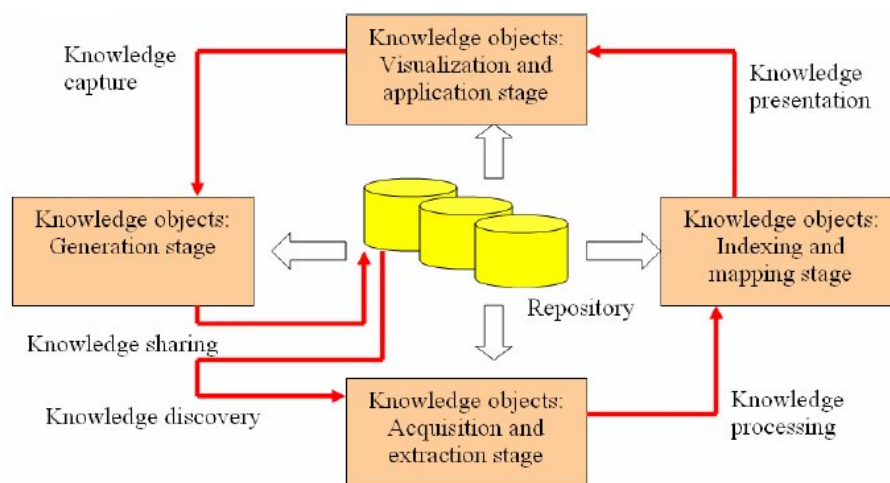 Knowledge objects:
Visualization and
application stage
Knowledge
capture
Knowledge
presentation
Knowledge objects:
Generation stage
Knowledge objects:
Indexing and
mapping stage
Repository
Knowledge sharing
Knowledge discovery
Knowledge objects:
Acquisition and
extraction stage
Knowledge
processing